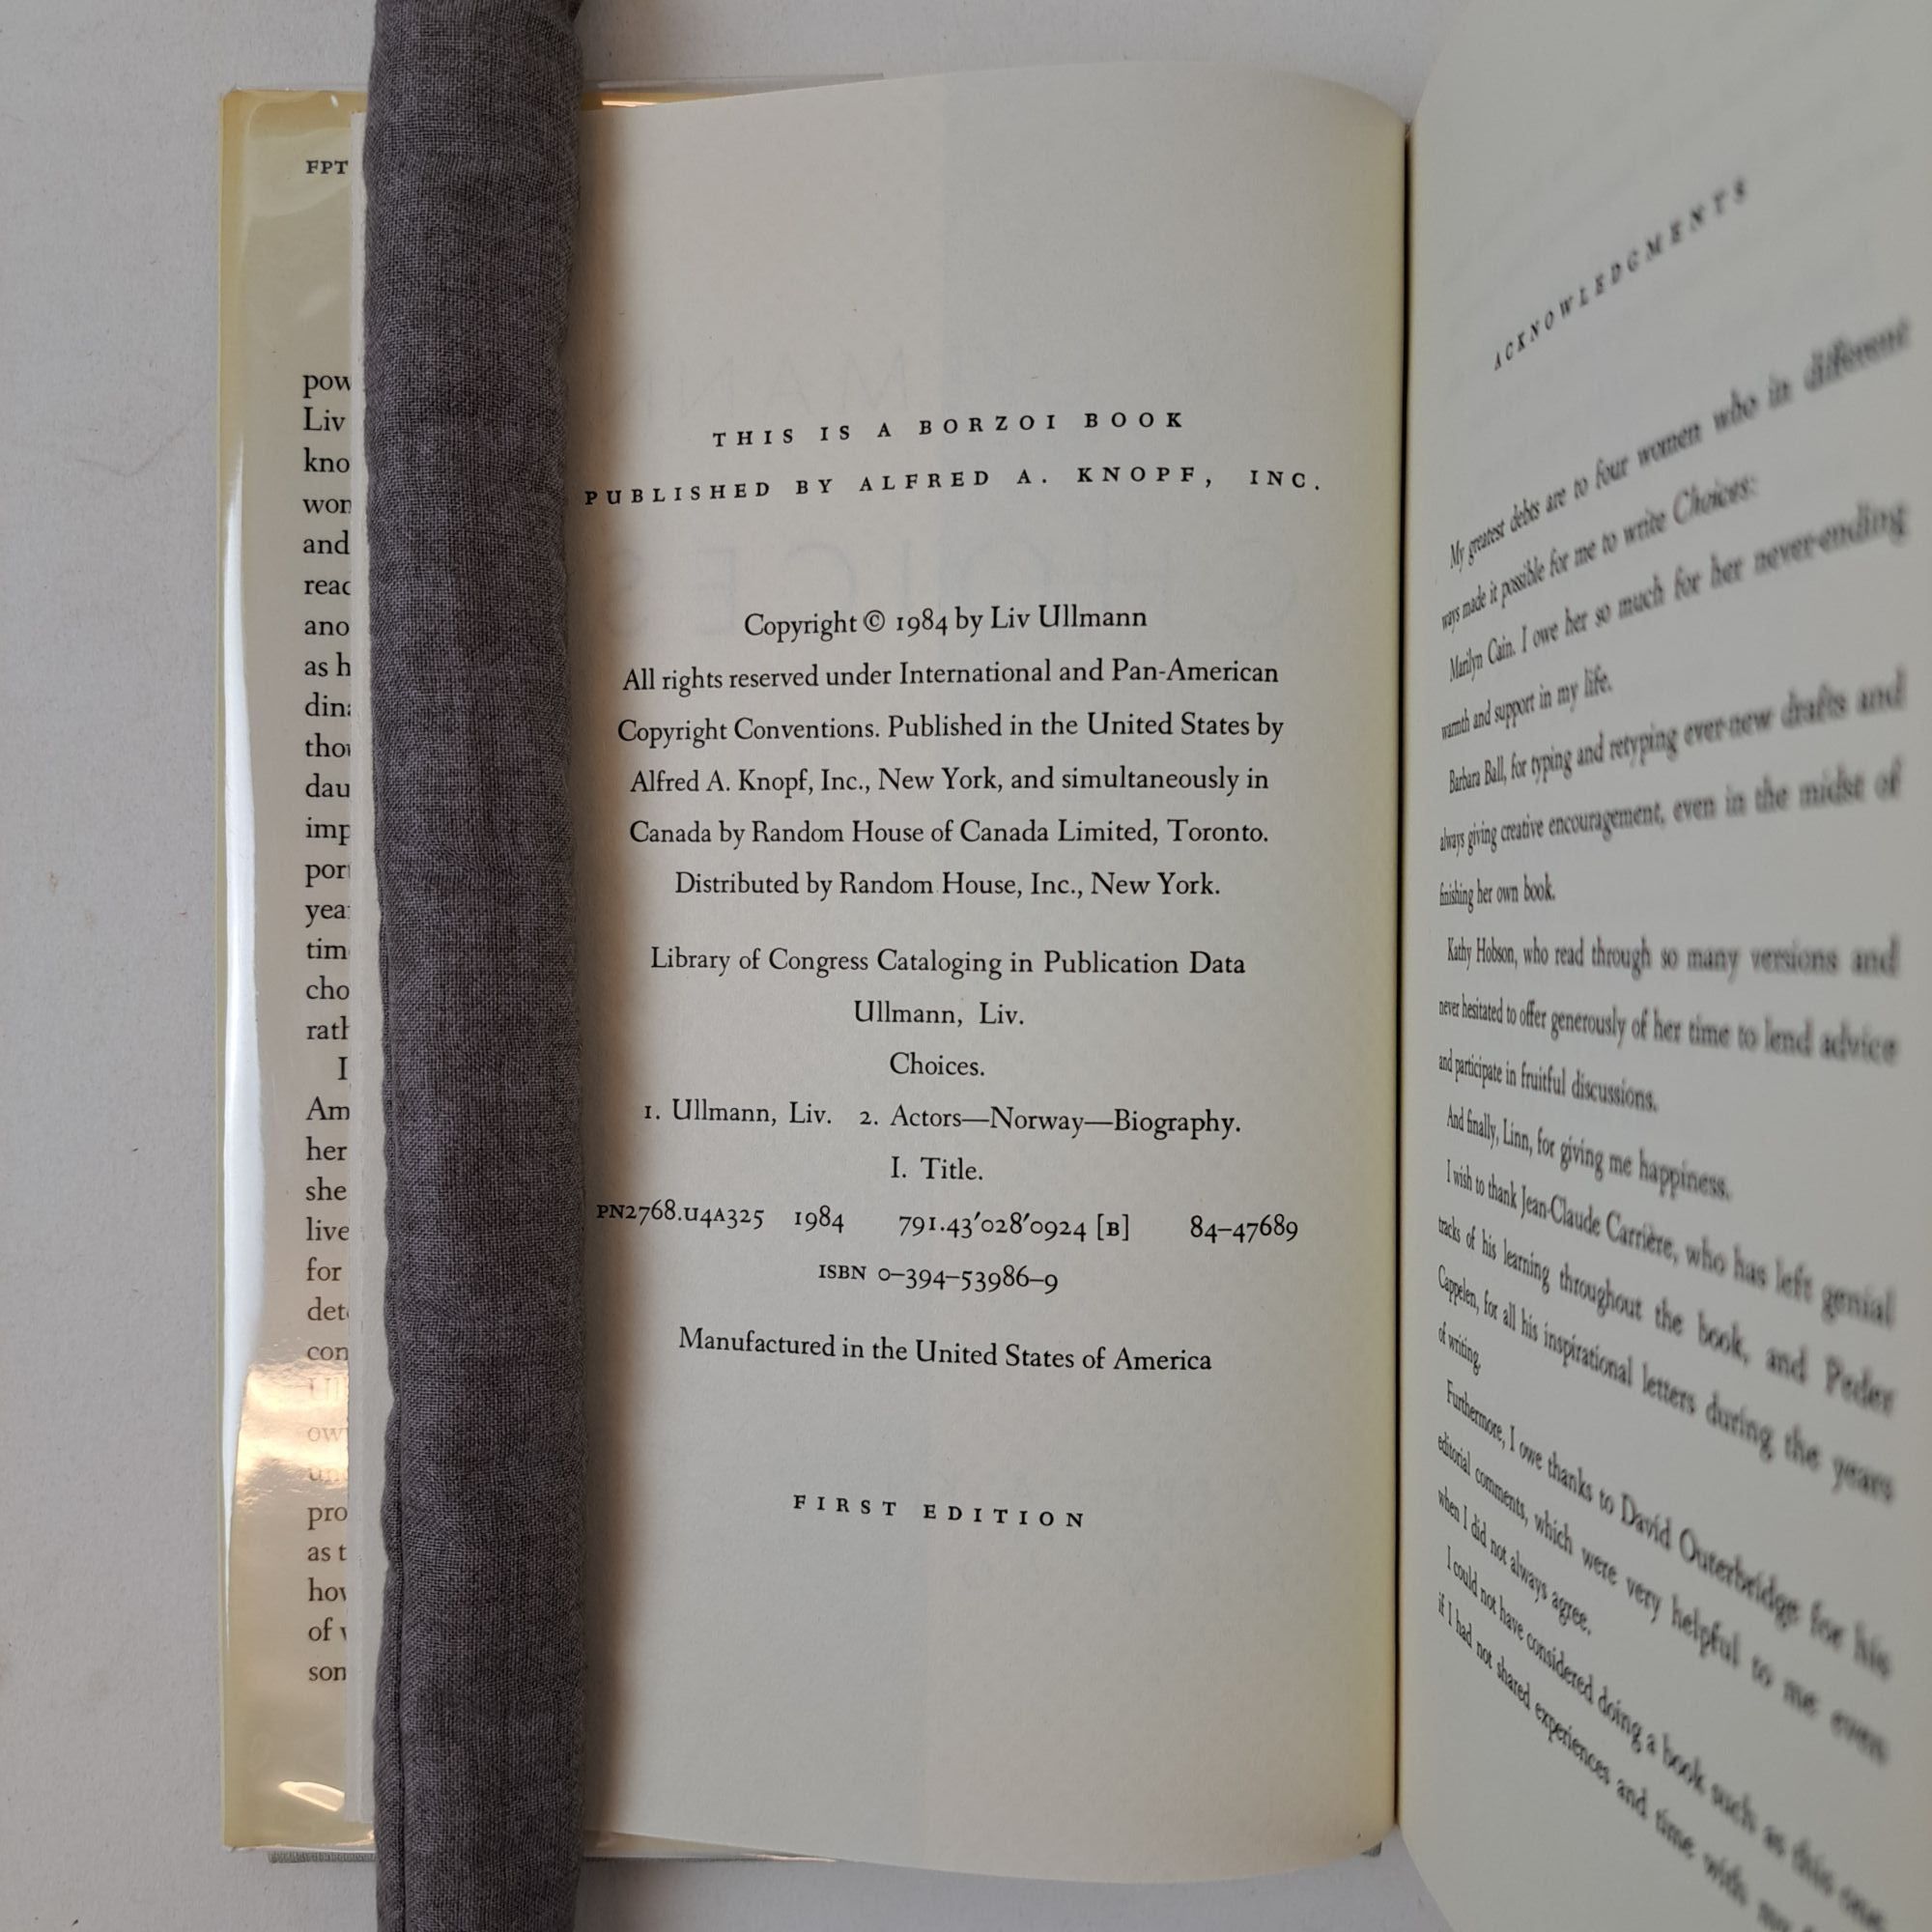 FPT
pow
Liv
kno
won
and
read
ano
as h
dina
thou
dau
imp
port
year
time
cho
rath
I
Am
her
she
live
for
det
con
Ull
own
pro
as t
how
of
son
THIS IS A BORZOI BOOK
PUBLISHED BY ALFRED A. KNOPF, INC.
Copyright © 1984 by Liv Ullmann
All rights reserved under International and Pan-American
Copyright Conventions. Published in the United States by
Alfred A. Knopf, Inc., New York, and simultaneously in
Canada by Random House of Canada Limited, Toronto.
Distributed by Random House, Inc., New York.
Library of Congress Cataloging in Publication Data
Ullmann, Liv.
Choices.
1. Ullmann, Liv. 2. Actors—Norway—Biography.
I. Title.
PN2768.U4A325 1984 791.43′028′0924 [B] 84–47689
ISBN 0–394–53986–9
Manufactured in the United States of America
FIRST EDITION
ACKNOWLEDGMENTS
My greatest debts are to four women who in different
ways made it possible for me to write Choices:
Marilyn Cain. I owe her so much for her never-ending
warmth and support in my life.
Barbara Ball, for typing and retyping ever-new drafts and
always giving creative encouragement, even in the midst of
finishing her own book.
Kathy Hobson, who read through so many versions and
never hesitated to offer generously of her time to lend advice
and participate in fruitful discussions.
And finally, Linn, for giving me happiness.
I wish to thank Jean-Claude Carrière, who has left genial
tracks of his learning throughout the book, and Peder
Cappelen, for all his inspirational letters during the years
of writing.
Furthermore, I owe thanks to David Outerbridge for his
editorial comments, which were very helpful to me even
when I did not always agree.
I could not have considered doing a book such as this one
if I had not shared experiences and time with my